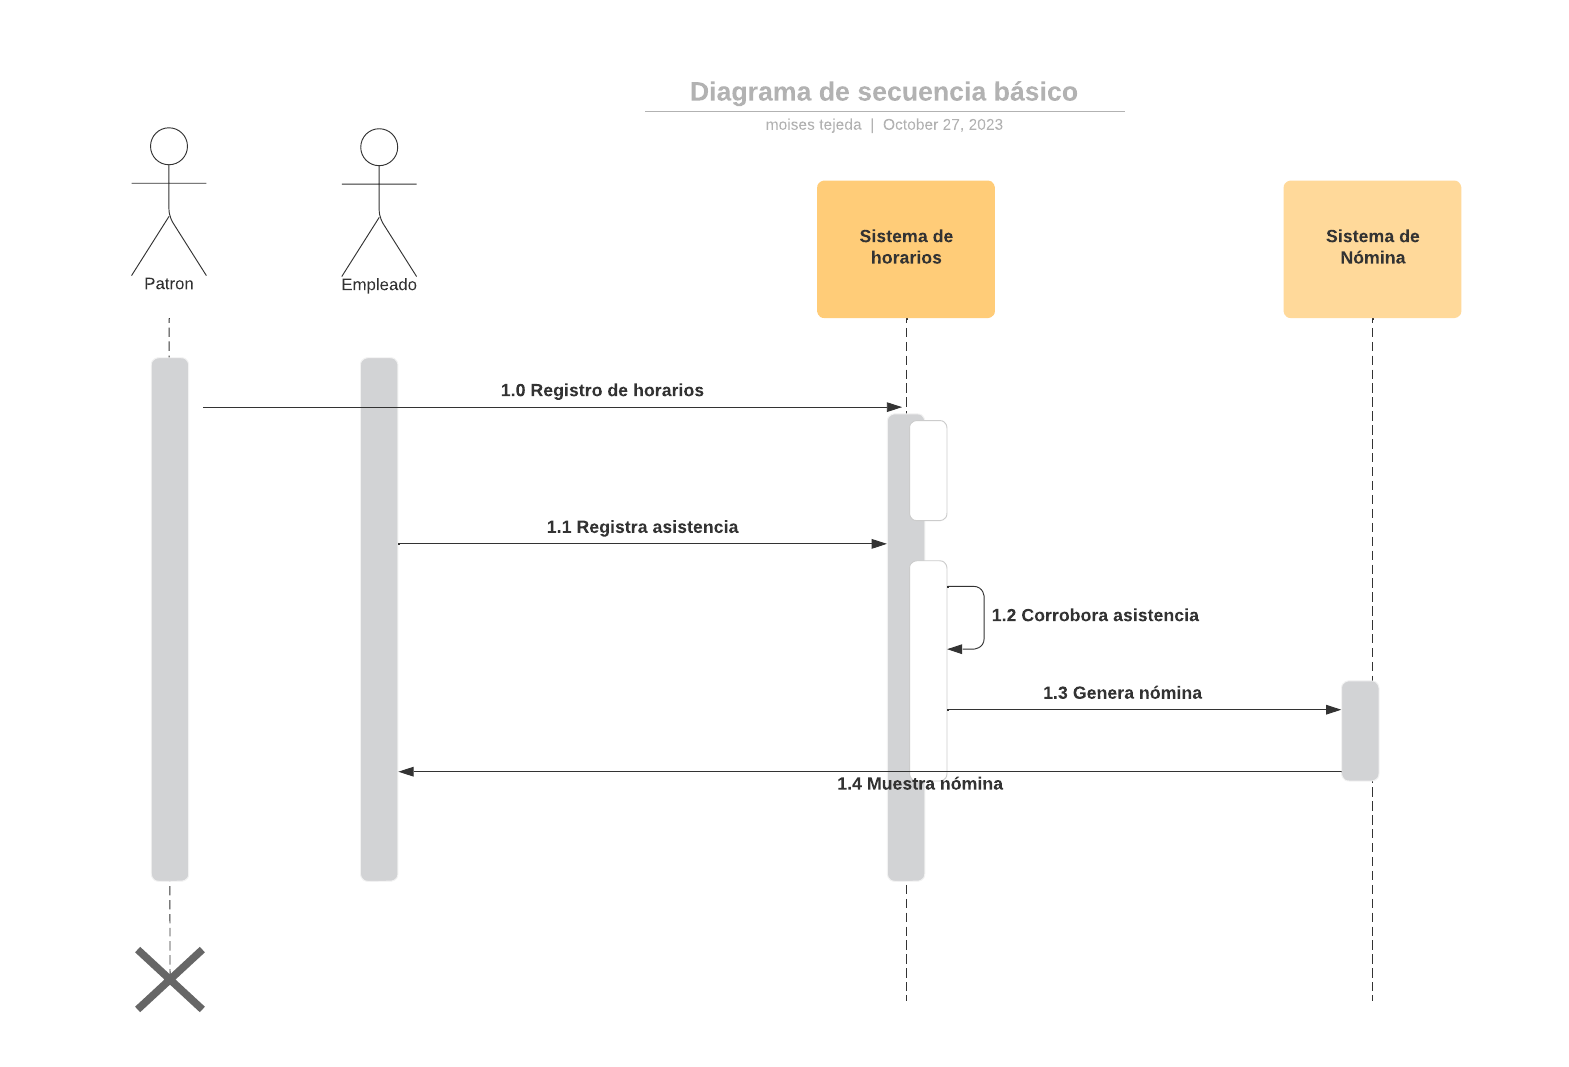 Diagrama de secuencia básico
moises tejeda | October 27, 2023
Patron
Empleado
Sistema de
horarios
Sistema de
Nómina
1.0 Registro de horarios
1.1 Registra asistencia
1.2 Corrobora asistencia
1.3 Genera nómina
1.4 Muestra nómina